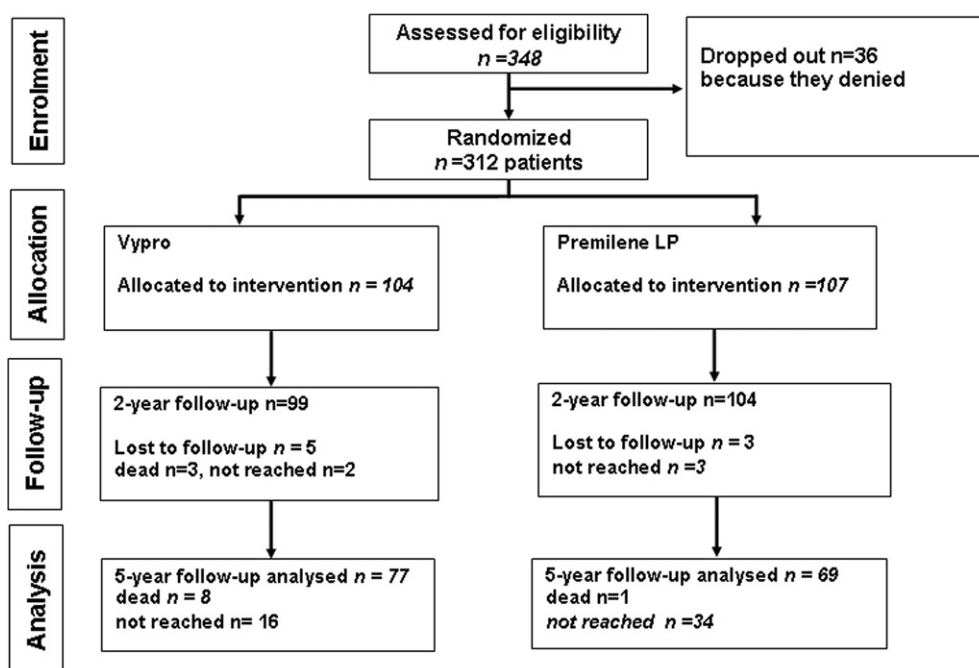 Enrolment
Assessed for eligibility
n =348
Dropped out n=36
because they denied
Randomized
n =312 patients
Allocation
Vypro
Allocated to intervention n = 104
Premilene LP
Allocated to intervention n =107
Follow-up
2-year follow-up n=99
Lost to follow-up n = 5
dead n=3, not reached n=2
2-year follow-up n=104
Lost to follow-up n = 3
not reached n =3
Analysis
5-year follow-up analysed n = 77
dead n = 8
not reached n= 16
5-year follow-up analysed n = 69
dead n=1
not reached n =34